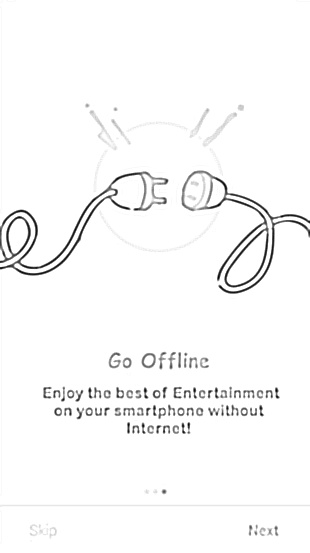 Go Offline
Enjoy the best of Entertainment
on your smartphone without
Internet!
Skip
Next